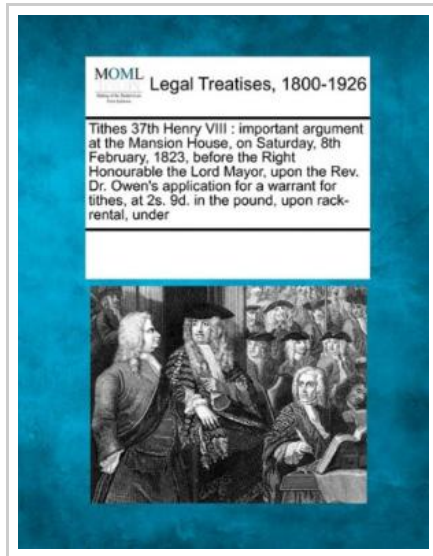 MOML
Legal Treatises, 1800-1926
Tithes 37th Henry VIII : important argument
at the Mansion House, on Saturday, 8th
February, 1823, before the Right
Honourable the Lord Mayor, upon the Rev.
Dr. Owen's application for a warrant for
tithes, at 2s. 9d. in the pound, upon rack-
rental, under